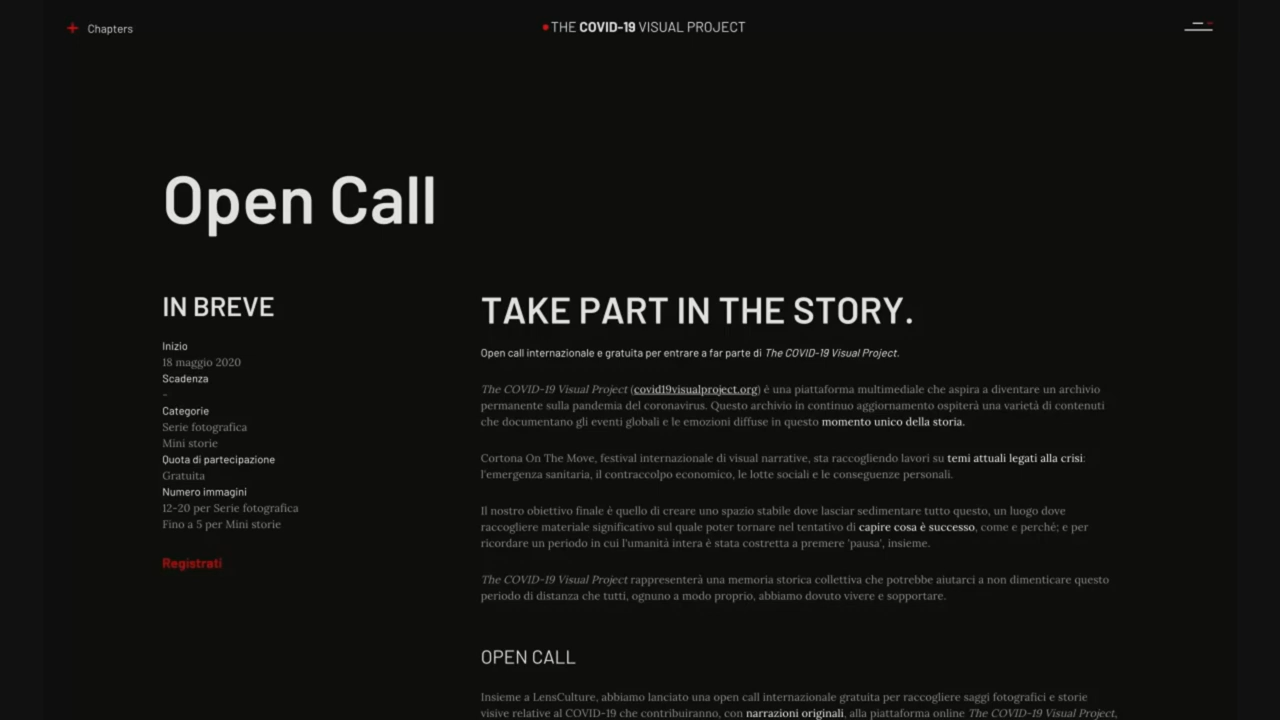 Chapters
THE COVID-19 VISUAL PROJECT
Open Call
IN BREVE
Inizio
18 maggio 2020
Scadenza
-
Categorie
Serie fotografica
Mini storie
Quota di partecipazione
Gratuita
Numero immagini
12-20 per Serie fotografica
Fino a 5 per Mini storie
Registrati
TAKE PART IN THE STORY.
Open call internazionale e gratuita per entrare a far parte di The COVID-19 Visual Project.
The COVID-19 Visual Project (covid19visualproject.org) è una piattaforma multimediale che aspira a diventare un archivio
permanente sulla pandemia del coronavirus. Questo archivio in continuo aggiornamento ospiterà una varietà di contenuti
che documentano gli eventi globali e le emozioni diffuse in questo momento unico della storia.
Cortona On The Move, festival internazionale di visual narrative, sta raccogliendo lavori su temi attuali legati alla crisi:
l'emergenza sanitaria, il contraccolpo economico, le lotte sociali e le conseguenze personali.
Il nostro obiettivo finale é quello di creare uno spazio stabile dove lasciar sedimentare tutto questo, un luogo dove
raccogliere materiale significativo sul quale poter tornare nel tentativo di capire cosa è successo, come e perché; e per
ricordare un periodo in cui l'umanità intera è stata costretta a premere 'pausa', insieme.
The COVID-19 Visual Project rappresenterà una memoria storica collettiva che potrebbe aiutarci a non dimenticare questo
periodo di distanza che tutti, ognuno a modo proprio, abbiamo dovuto vivere e sopportare.
OPEN CALL
Insieme a LensCulture, abbiamo lanciato una open call internazionale gratuita per raccogliere saggi fotografici e storie
visive relative al COVID-19 che contribuiranno, con narrazioni originali, alla piattaforma online The COVID-19 Visual Project,